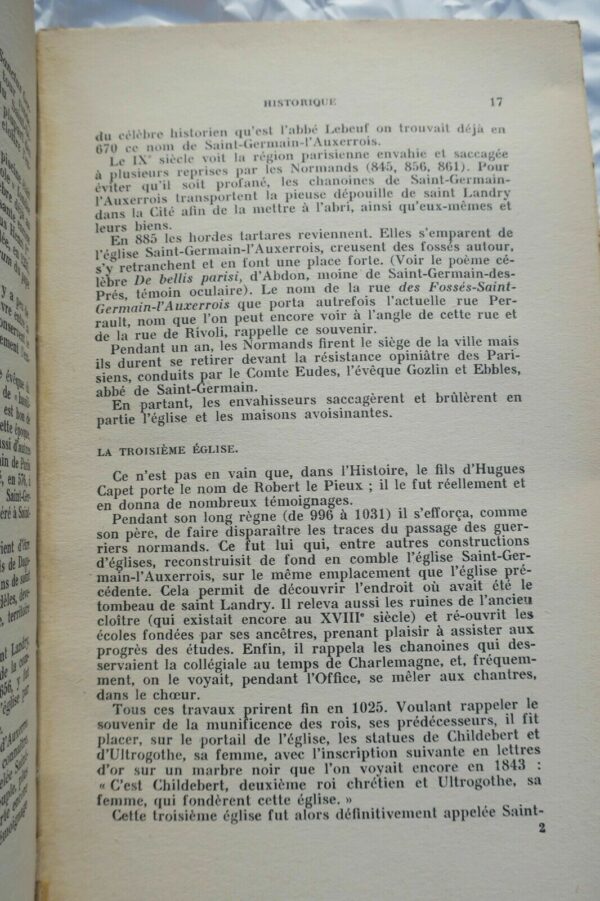 HISTORIQUE 17
du célèbre historien qu'est l'abbé Lebeuf on trouvait déjà en
670 ce nom de Saint-Germain-l'Auxerrois.
Le IXe siècle voit la région parisienne envahie et saccagée
à plusieurs reprises par les Normands (845, 856, 861). Pour
éviter qu'il soit profané, les chanoines de Saint-Germain-
l'Auxerrois transportent la pieuse dépouille de saint Landry
dans la Cité afin de la mettre à l'abri, ainsi qu'eux-mêmes et
leurs biens.
En 885 les hordes tartares reviennent. Elles s'emparent de
l'église Saint-Germain-l'Auxerrois, creusent des fossés autour,
s'y retranchent et en font une place forte. (Voir le poème cé-
lèbre De bellis parisi, d'Abdon, moine de Saint-Germain-des-
Prés, témoin oculaire). Le nom de la rue des Fossés-Saint-
Germain-l'Auxerrois que porta autrefois l'actuelle rue Per-
rault, nom que l'on peut encore voir à l'angle de cette rue et
de la rue de Rivoli, rappelle ce souvenir.
Pendant un an, les Normands firent le siège de la ville mais
ils durent se retirer devant la résistance opiniâtre des Pari-
siens, conduits par le Comte Eudes, l'évêque Gozlin et Ebbles,
abbé de Saint-Germain.
En partant, les envahisseurs saccagèrent et brûlèrent en
partie l'église et les maisons avoisinantes.
LA TROISIÈME ÉGLISE.
Ce n'est pas en vain que, dans l'Histoire, le fils d'Hugues
Capet porte le nom de Robert le Pieux ; il le fut réellement et
en donna de nombreux témoignages.
Pendant son long règne (de 996 à 1031) il s'efforça, comme
son père, de faire disparaître les traces du passage des guer-
riers normands. Ce fut lui qui, entre autres constructions
d'églises, reconstruisit de fond en comble l'église Saint-Ger-
main-l'Auxerrois, sur le même emplacement que l'église pré-
cédente. Cela permit de découvrir l'endroit où avait été le
tombeau de saint Landry. Il releva aussi les ruines de l'ancien
cloître (qui existait encore au XVIIIe siècle) et ré-ouvrit les
écoles fondées par ses ancêtres, prenant plaisir à assister aux
progrès des études. Enfin, il rappela les chanoines qui des-
servaient la collégiale au temps de Charlemagne, et, fréquem-
ment, on le voyait, pendant l'Office, se mêler aux chantres,
dans le chœur.
Tous ces travaux prirent fin en 1025. Voulant rappeler le
souvenir de la munificence des rois, ses prédécesseurs, il fit
placer, sur le portail de l'église, les statues de Childebert et
d'Ultrogothe, sa femme, avec l'inscription suivante en lettres
d'or sur un marbre noir que l'on voyait encore en 1843 :
« C'est Childebert, deuxième roi chrétien et Ultrogothe, sa
femme, qui fondèrent cette église. »
Cette troisième église fut alors définitivement appelée Saint-
2